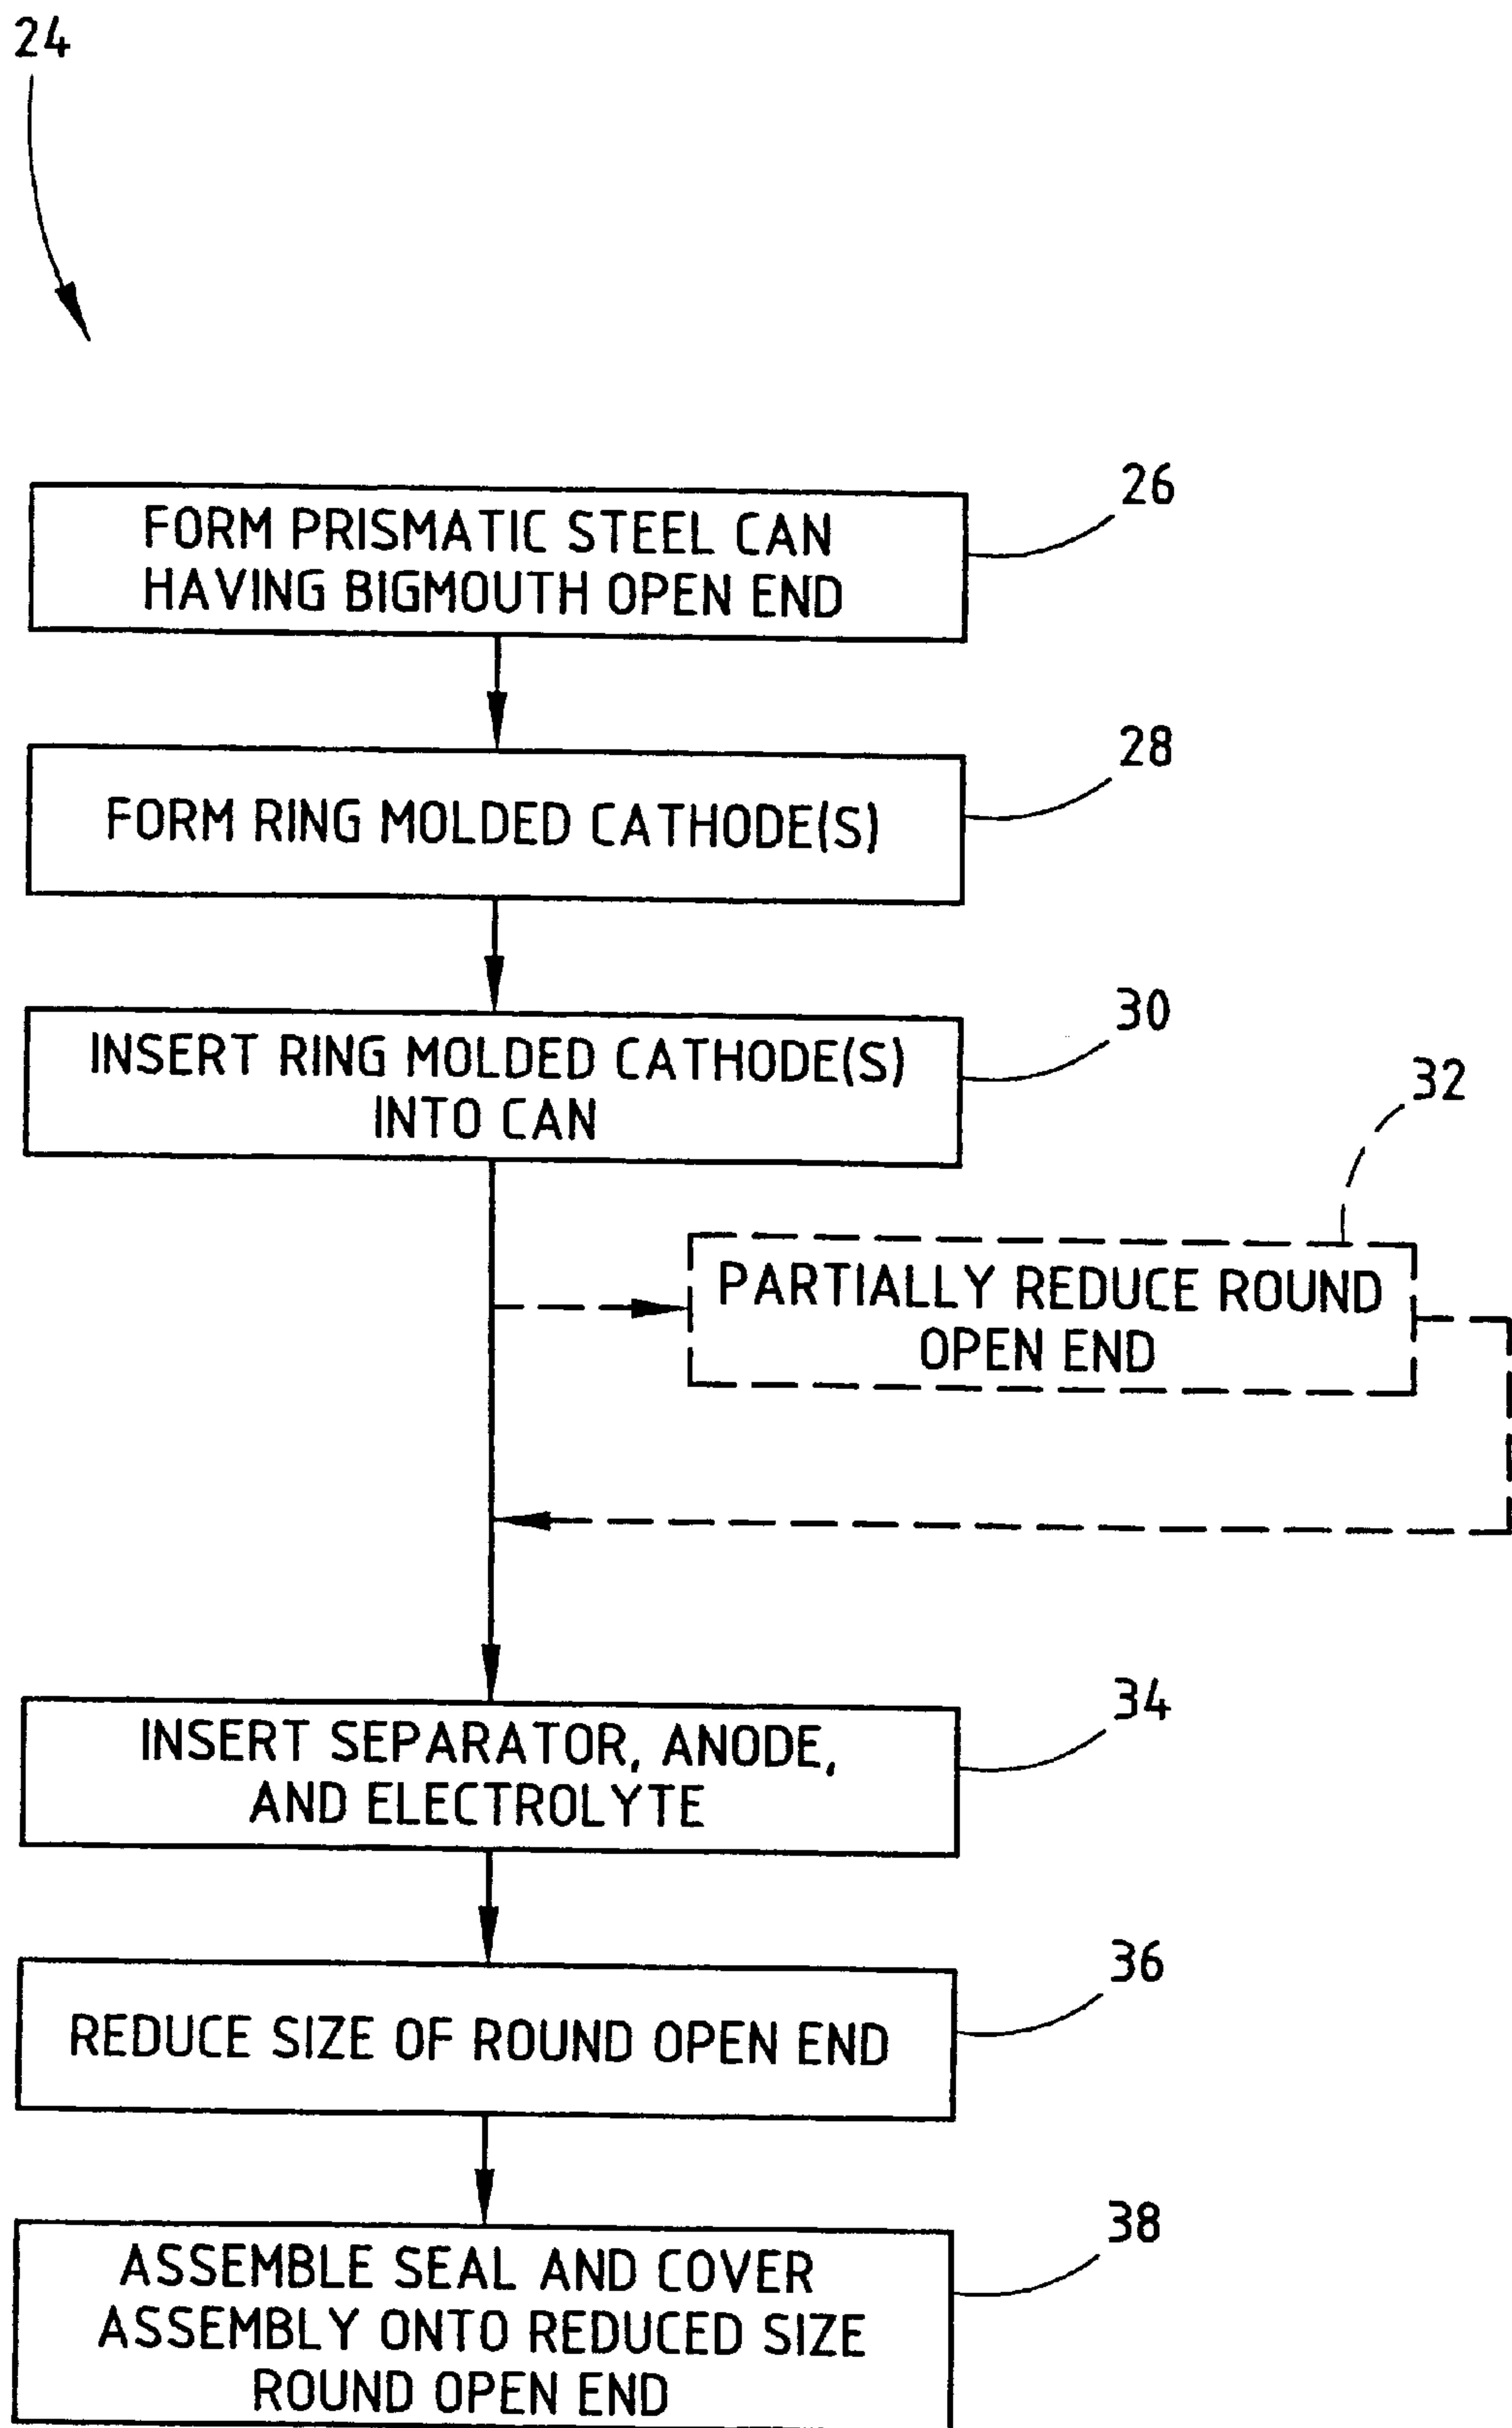 24
26
FORM PRISMATIC STEEL CAN
HAVING BIGMOUTH OPEN END
28
FORM RING MOLDED CATHODE(S)
30
INSERT RING MOLDED CATHODE(S)
INTO CAN
32
PARTIALLY REDUCE ROUND
OPEN END
34
INSERT SEPARATOR, ANODE,
AND ELECTROLYTE
36
REDUCE SIZE OF ROUND OPEN END
38
ASSEMBLE SEAL AND COVER
ASSEMBLY ONTO REDUCED SIZE
ROUND OPEN END